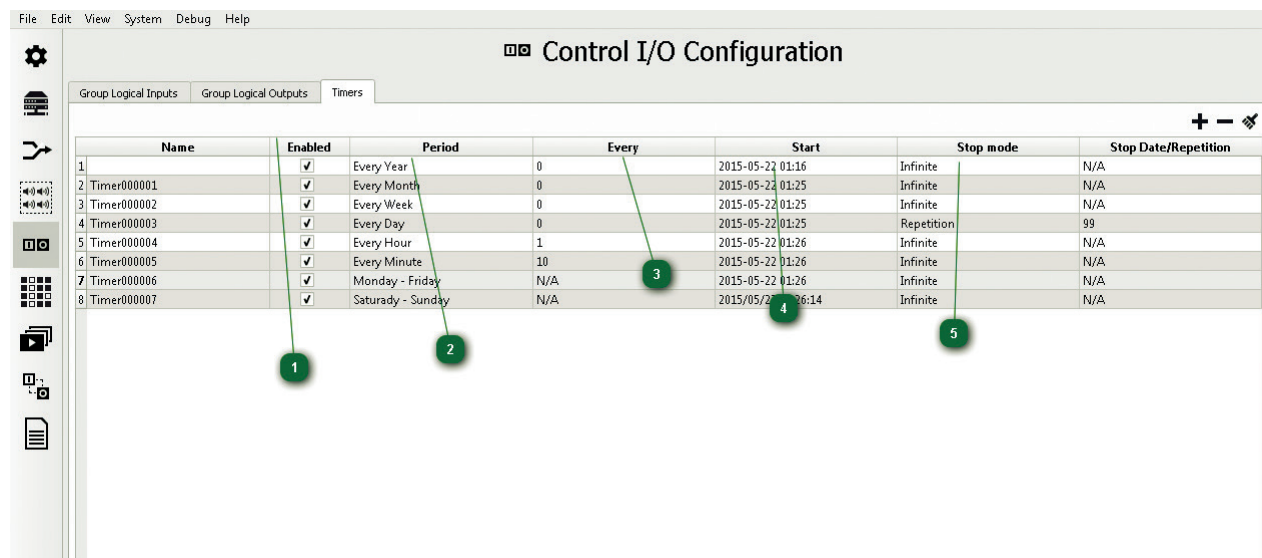 File Edit View System Debug Help
Control I/O Configuration
Group Logical Inputs Group Logical Outputs Timers
Name Enabled Period Every Start Stop mode Stop Date/Repetition
1 Every Year 0 2015-05-22 01:16 Infinite N/A
2 Timer000001 Every Month 0 2015-05-22 01:25 Infinite N/A
3 Timer000002 Every Week 0 2015-05-22 01:25 Infinite N/A
4 Timer000003 Every Day 0 2015-05-22 01:25 Repetition 99
5 Timer000004 Every Hour 1 2015-05-22 01:26 Infinite N/A
6 Timer000005 Every Minute 10 2015-05-22 01:26 Infinite N/A
7 Timer000006 Monday - Friday N/A 2015-05-22 01:26 Infinite N/A
8 Timer000007 Saturady - Sunday N/A Infinite N/A
3
4
5
2
1